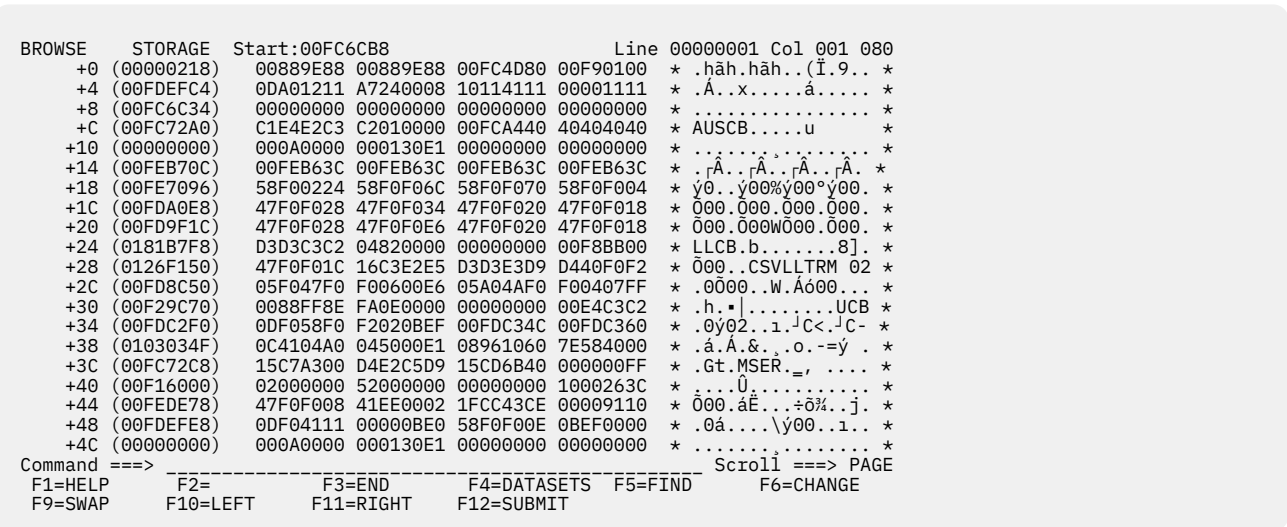 BROWSE STORAGE Start:00FC6CB8 Line 00000001 Col 001 080
+0 (00000218) 00889E88 00889E88 00FC4D80 00F90100 * .hãh.hãh..(Ï.9.. *
+4 (00FDEFC4) 0DA01211 A7240008 10114111 00001111 * .Á..x.....á..... *
+8 (00FC6C34) 00000000 00000000 00000000 00000000 * ................ *
+C (00FC72A0) C1E4E2C3 C2010000 00FCA440 40404040 * AUSCB.....u *
+10 (00000000) 000A0000 000130E1 00000000 00000000 * .......¸........ *
+14 (00FEB70C) 00FEB63C 00FEB63C 00FEB63C 00FEB63C * .┌Â..┌Â..┌Â..┌Â. *
+18 (00FE7096) 58F00224 58F0F06C 58F0F070 58F0F004 * ý0..ý00%ý00°ý00. *
+1C (00FDA0E8) 47F0F028 47F0F034 47F0F020 47F0F018 * Õ00.Õ00.Õ00.Õ00. *
+20 (00FD9F1C) 47F0F028 47F0F0E6 47F0F020 47F0F018 * Õ00.Õ00WÕ00.Õ00. *
+24 (0181B7F8) D3D3C3C2 04820000 00000000 00F8BB00 * LLCB.b.......8]. *
+28 (0126F150) 47F0F01C 16C3E2E5 D3D3E3D9 D440F0F2 * Õ00..CSVLLTRM 02 *
+2C (00FD8C50) 05F047F0 F00600E6 05A04AF0 F00407FF * .0Õ00..W.Áó00... *
+30 (00F29C70) 0088FF8E FA0E0000 00000000 00E4C3C2 * .h.▪|........UCB *
+34 (00FDC2F0) 0DF058F0 F2020BEF 00FDC34C 00FDC360 * .0ý02..ı.┘C<.┘C- *
+38 (0103034F) 0C4104A0 045000E1 08961060 7E584000 * .á.Á.&.¸.o.-=ý . *
+3C (00FC72C8) 15C7A300 D4E2C5D9 15CD6B40 000000FF * .Gt.MSER.‗, .... *
+40 (00F16000) 02000000 52000000 00000000 1000263C * ....Û........... *
+44 (00FEDE78) 47F0F008 41EE0002 1FCC43CE 00009110 * Õ00.áË...÷õ¾..j. *
+48 (00FDEFE8) 0DF04111 00000BE0 58F0F00E 0BEF0000 * .0á....\ý00..ı.. *
+4C (00000000) 000A0000 000130E1 00000000 00000000 * .......¸........ *
Command ===> ________________________________________________ Scroll ===> PAGE
F1=HELP F2= F3=END F4=DATASETS F5=FIND F6=CHANGE
F9=SWAP F10=LEFT F11=RIGHT F12=SUBMIT